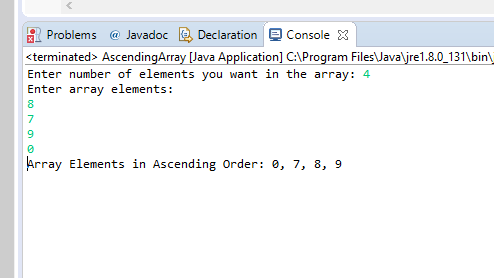 Problems @ Javadoc Declaration Console
<terminated> AscendingArray [Java Application] C:\Program Files\Java\jre1.8.0_131\bin\
Enter number of elements you want in the array: 4
Enter array elements:
8
7
9
0
Array Elements in Ascending Order: 0, 7, 8, 9